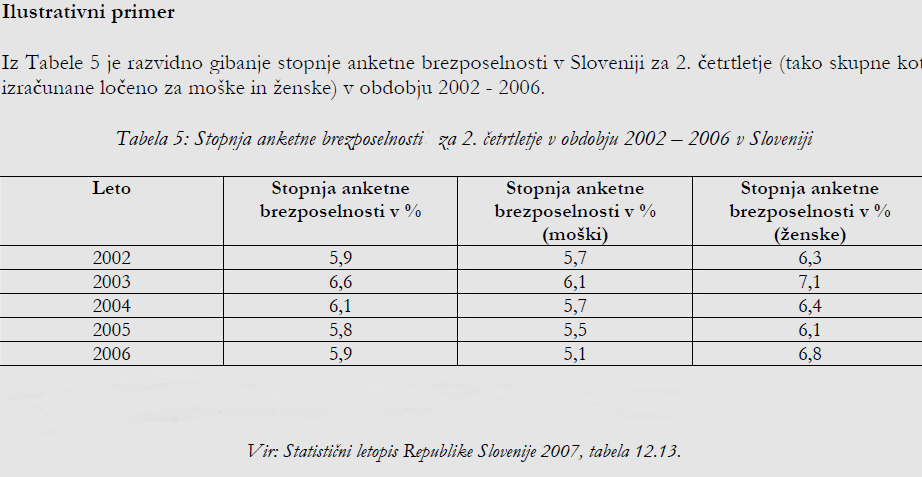 Ilustrativni primer
Iz Tabele 5 je razvidno gibanje stopnje anketne brezposelnosti v Sloveniji za 2. četrtletje (tako skupne kot
izračunane ločeno za moške in ženske) v obdobju 2002 - 2006.
Tabela 5: Stopnja anketne brezposelnosti za 2. četrtletje v obdobju 2002 – 2006 v Sloveniji
Leto Stopnja anketne Stopnja anketne Stopnja anketne
brezposelnosti v % brezposelnosti v % brezposelnosti v %
(moški) (ženske)
2002 5,9 5,7 6,3
2003 6,6 6,1 7,1
2004 6,1 5,7 6,4
2005 5,8 5,5 6,1
2006 5,9 5,1 6,8
Vir: Statistični letopis Republike Slovenije 2007, tabela 12.13.